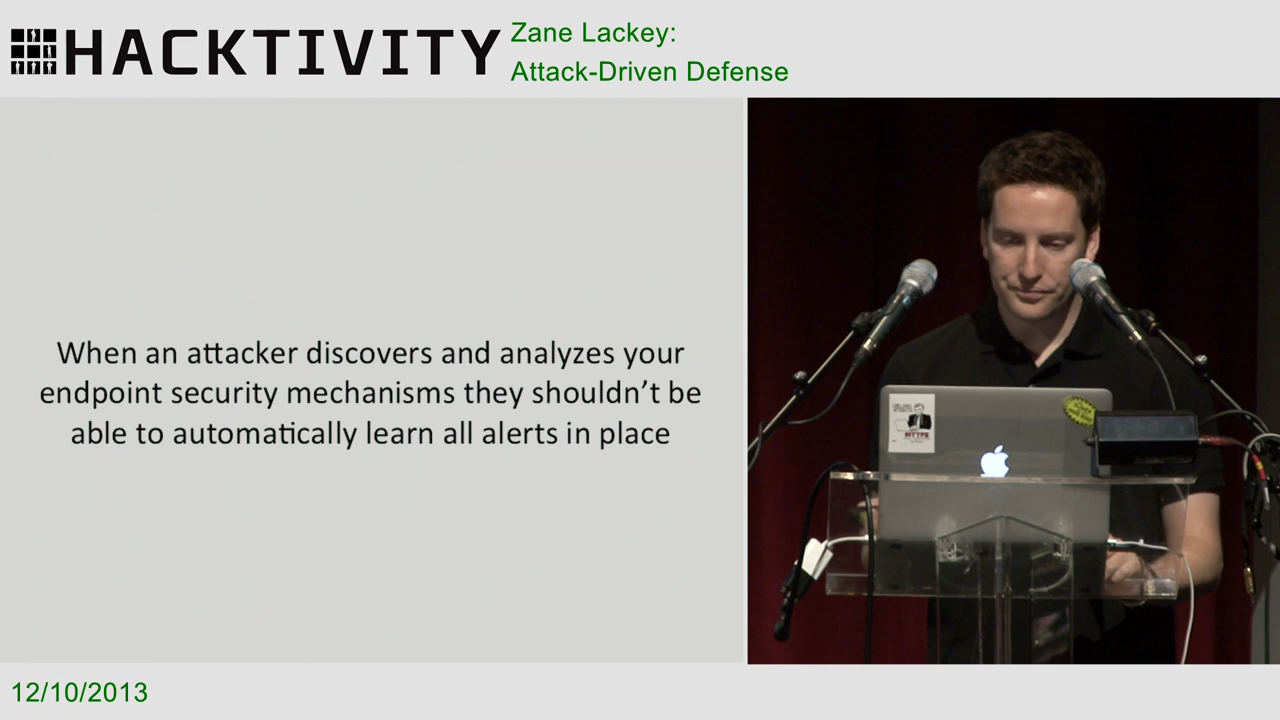 HACKTIVITY
Zane Lackey:
Attack-Driven Defense
When an attacker discovers and analyzes your
endpoint security mechanisms they shouldn't be
able to automatically learn all alerts in place
HTTPS
12/10/2013